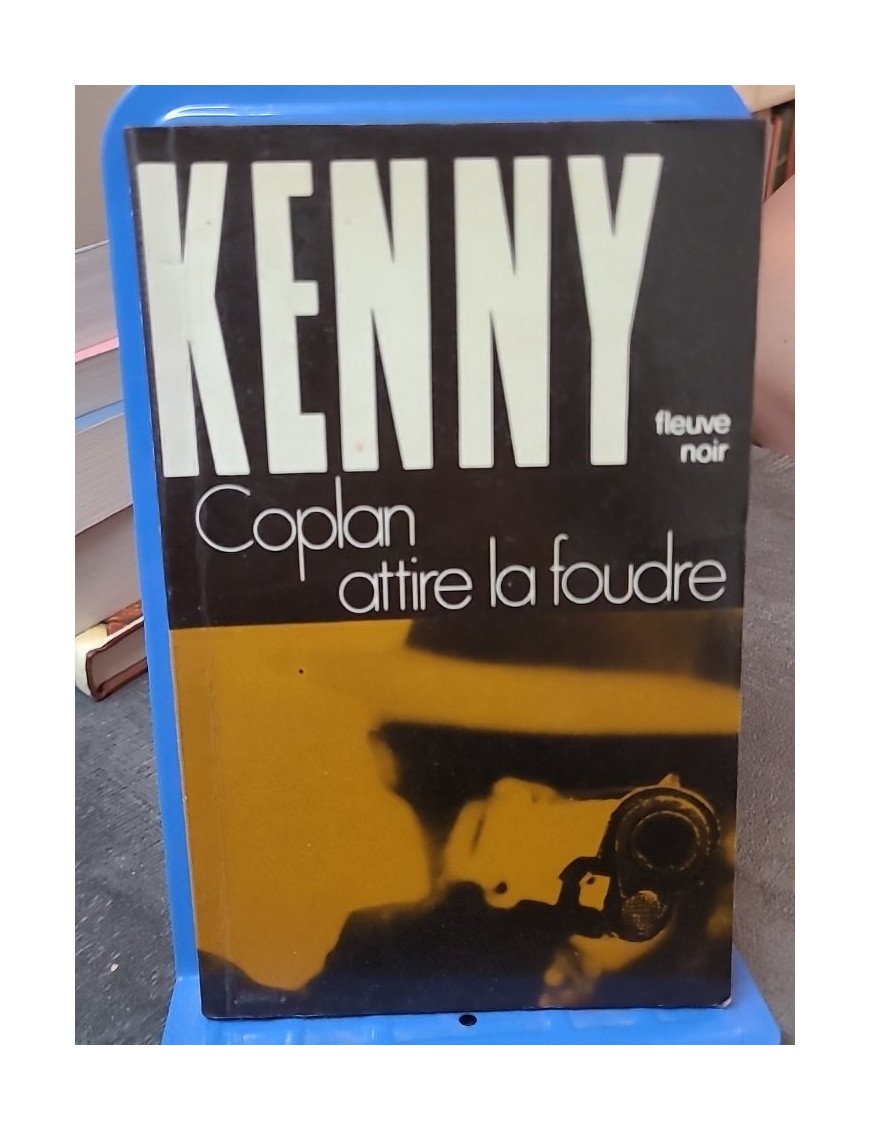 KENNY
fleuve
noir
Coplan
attire la foudre